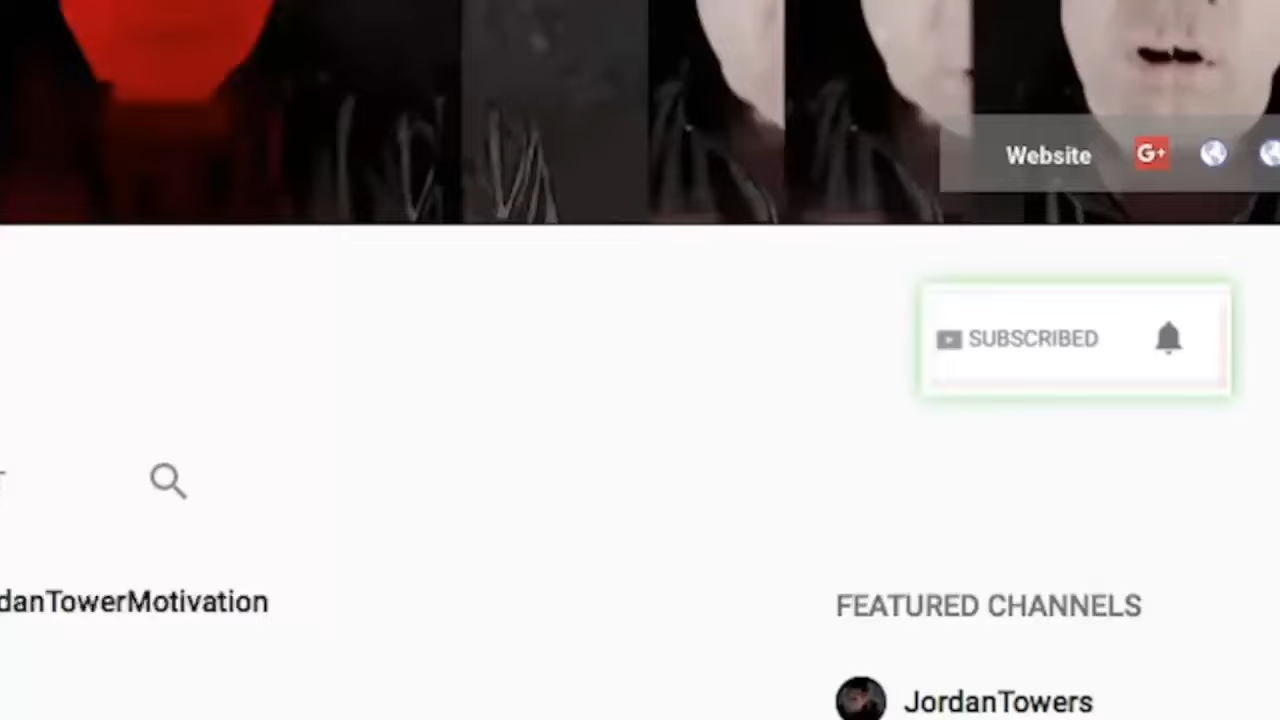 Website G+
SUBSCRIBED
danTowerMotivation
FEATURED CHANNELS
JordanTowers